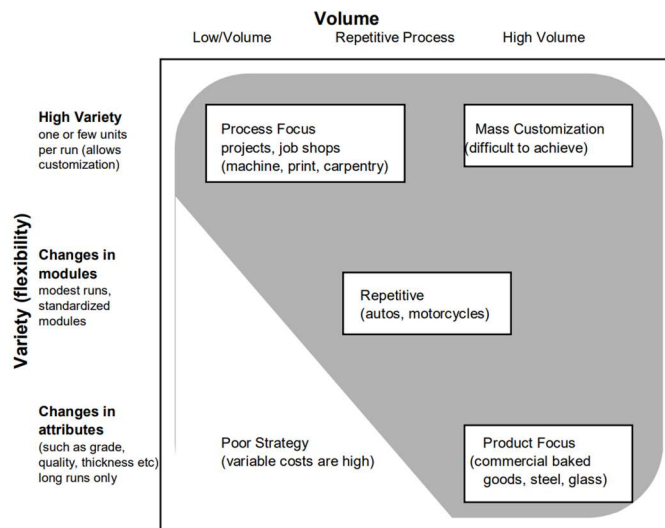 Volume
Low/Volume
Repetitive Process
High Volume
Variety (flexibility)
High Variety
one or few units
per run (allows
customization)
Process Focus
projects, job shops
(machine, print, carpentry)
Mass Customization
(difficult to achieve)
Changes in
modules
modest runs,
standardized
modules
Repetitive
(autos, motorcycles)
Changes in
attributes
(such as grade,
quality, thickness etc)
long runs only
Poor Strategy
(variable costs are high)
Product Focus
(commercial baked
goods, steel, glass)